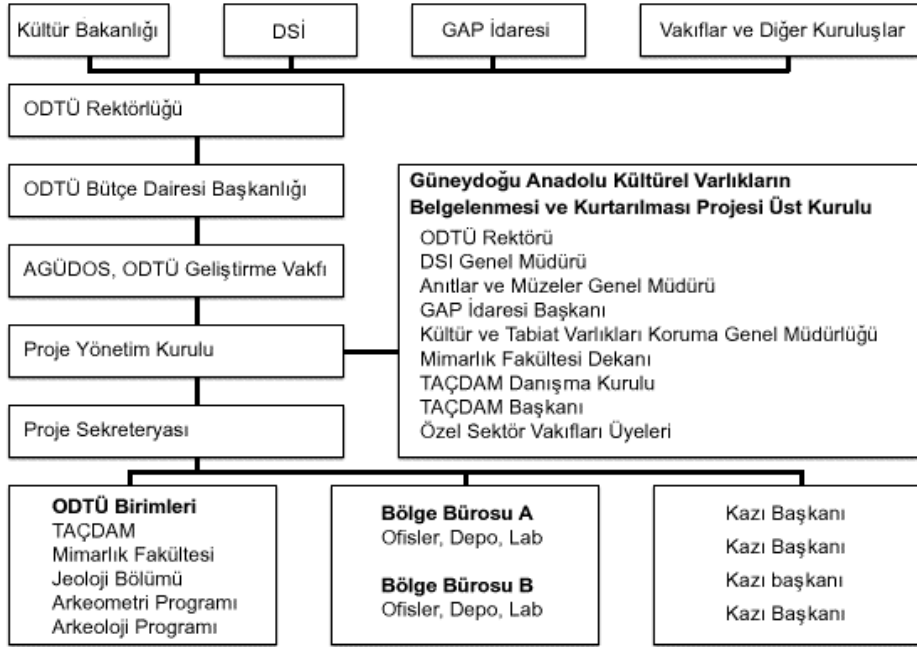 Kültür Bakanlığı
DSİ
GAP İdaresi
Vakıflar ve Diğer Kuruluşlar
ODTÜ Rektörlüğü
ODTÜ Bütçe Dairesi Başkanlığı
AGÜDOS, ODTÜ Geliştirme Vakfı
Proje Yönetim Kurulu
Proje Sekreteryası
Güneydoğu Anadolu Kültürel Varlıkların
Belgelenmesi ve Kurtarılması Projesi Üst Kurulu
ODTÜ Rektörü
DSI Genel Müdürü
Anıtlar ve Müzeler Genel Müdürü
GAP İdaresi Başkanı
Kültür ve Tabiat Varlıkları Koruma Genel Müdürlüğü
Mimarlık Fakültesi Dekanı
TAÇDAM Danışma Kurulu
TAÇDAM Başkanı
Özel Sektör Vakıfları Üyeleri
ODTÜ Birimleri
TAÇDAM
Mimarlık Fakültesi
Jeoloji Bölümü
Arkeometri Programı
Arkeoloji Programı
Bölge Bürosu A
Ofisler, Depo, Lab
Bölge Bürosu B
Ofisler, Depo, Lab
Kazı Başkanı
Kazı Başkanı
Kazı başkanı
Kazı Başkanı